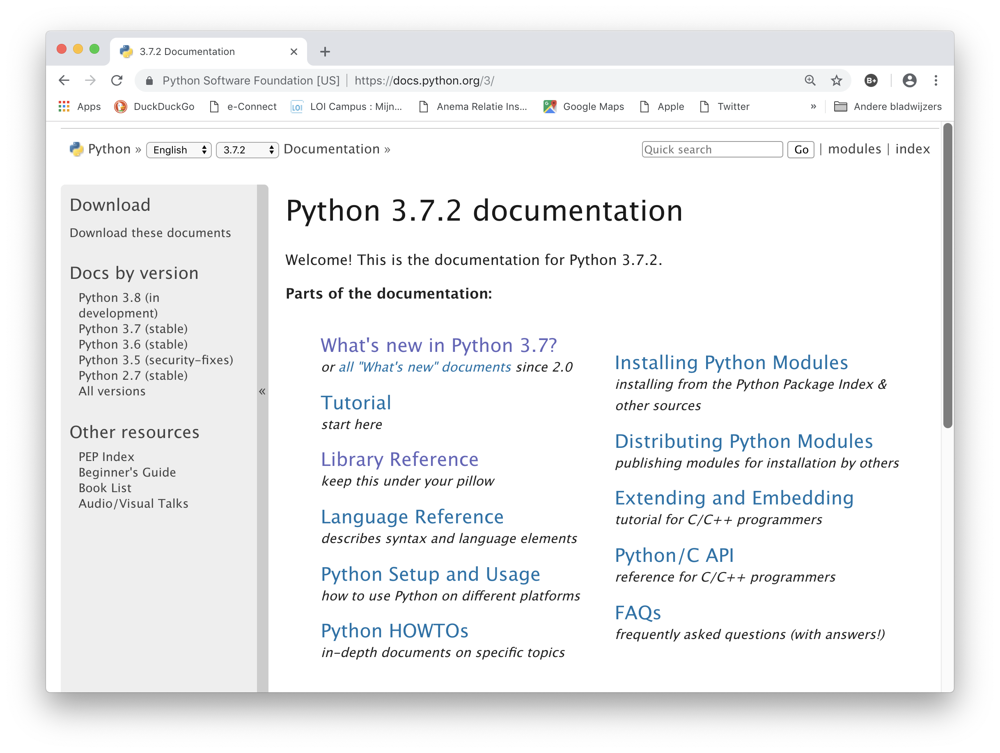 3.7.2 Documentation
Python Software Foundation [US] | https://docs.python.org/3/
B+
Apps DuckDuckGo e-Connect LOI LOI Campus : Mijn... Anema Relatie Ins... Google Maps Apple Twitter » Andere bladwijzers
Python » English 3.7.2 Documentation » Quick search Go | modules | index
Download
Download these documents
Docs by version
Python 3.8 (in
development)
Python 3.7 (stable)
Python 3.6 (stable)
Python 3.5 (security-fixes)
Python 2.7 (stable)
All versions
Other resources
PEP Index
Beginner's Guide
Book List
Audio/Visual Talks
«
Python 3.7.2 documentation
Welcome! This is the documentation for Python 3.7.2.
Parts of the documentation:
What's new in Python 3.7?
or all "What's new" documents since 2.0
Tutorial
start here
Library Reference
keep this under your pillow
Language Reference
describes syntax and language elements
Python Setup and Usage
how to use Python on different platforms
Python HOWTOs
in-depth documents on specific topics
Installing Python Modules
installing from the Python Package Index &
other sources
Distributing Python Modules
publishing modules for installation by others
Extending and Embedding
tutorial for C/C++ programmers
Python/C API
reference for C/C++ programmers
FAQs
frequently asked questions (with answers!)